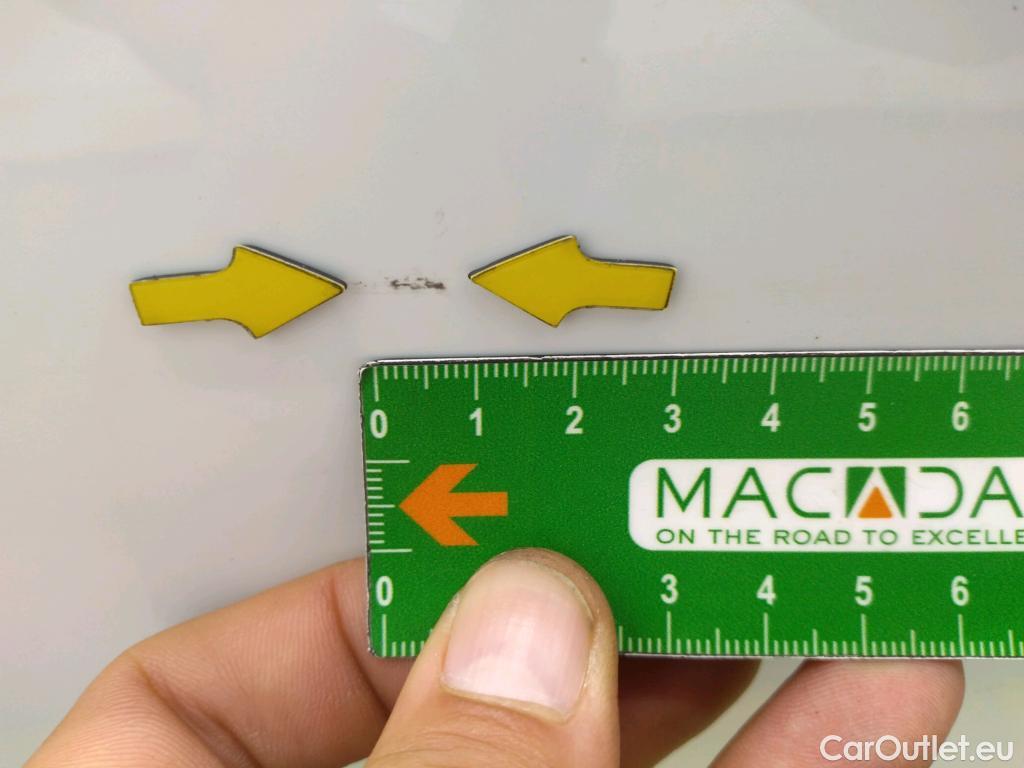 0 1 2 3 4 5 6
MACADA
ON THE ROAD TO EXCELLE
0 3 4 5 6
CarOutlet.eu